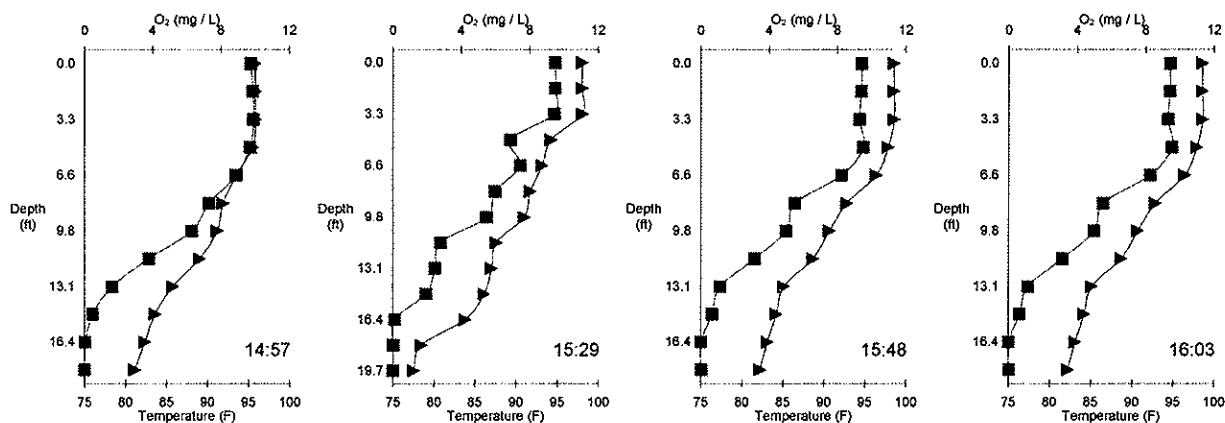 O₂ (mg / L)
0 4 8 12
0.0
3.3
6.6
Depth
(ft)
9.8
13.1
16.4
14:57
75 80 85 90 95 100
Temperature (F)
O₂ (mg / L)
0 4 8 12
0.0
3.3
6.6
Depth
(ft)
9.8
13.1
16.4
15:29
19.7
75 80 85 90 95 100
Temperature (F)
O₂ (mg / L)
0 4 8 12
0.0
3.3
6.6
Depth
(ft)
9.8
13.1
16.4
15:48
75 80 85 90 95 100
Temperature (F)
O₂ (mg / L)
0 4 8 12
0.0
3.3
6.6
Depth
(ft)
9.8
13.1
16.4
16:03
75 80 85 90 95 100
Temperature (F)